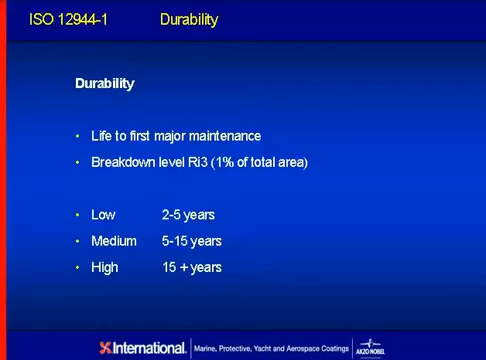 ISO 12944-1 Durability
Durability
• Life to first major maintenance
• Breakdown level Ri3 (1% of total area)
• Low 2-5 years
• Medium 5-15 years
• High 15 + years
International. Marine, Protective, Yacht and Aerospace Coatings AKZO NOBEL